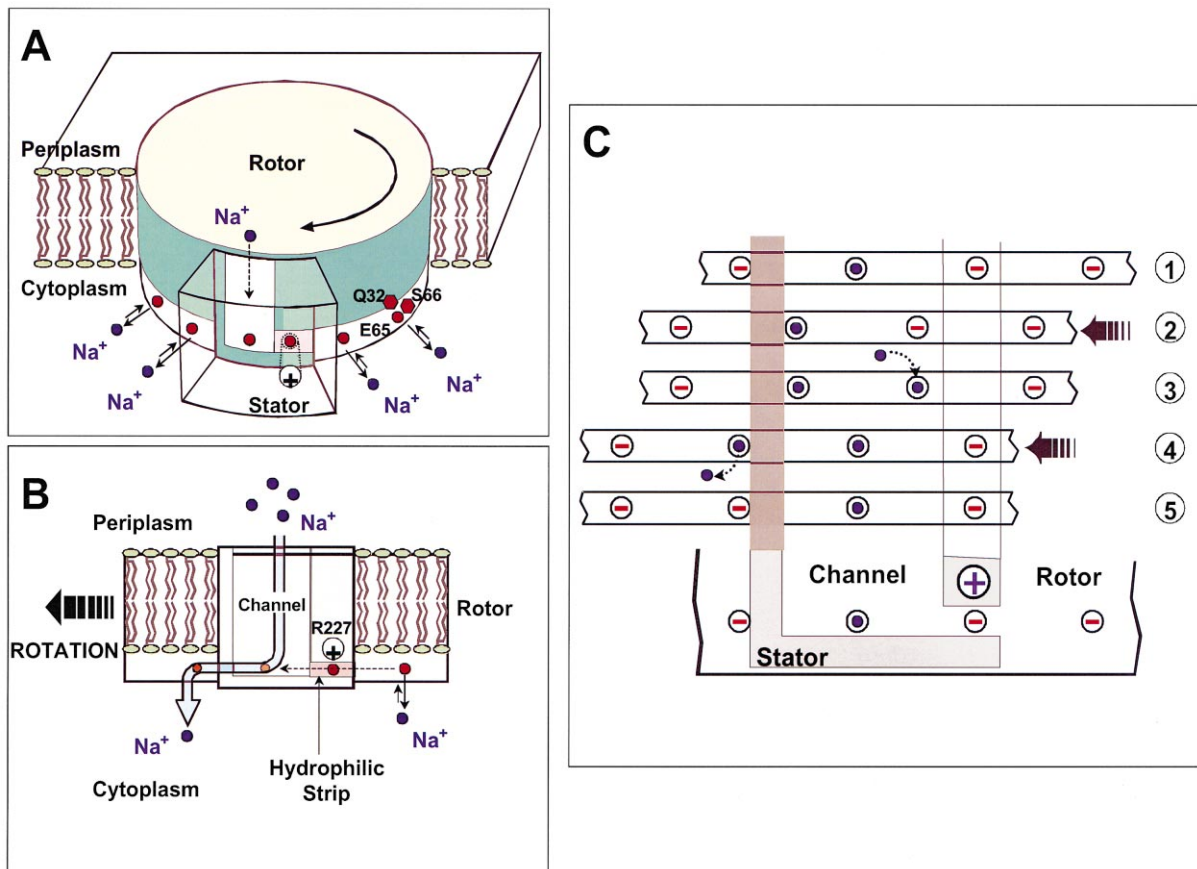 A
Periplasm
Rotor
Na+
Cytoplasm
Q32
S66
E65
Na+
Na+
Na+
Na+
+
Stator
B
Na+
Periplasm
Channel
Rotor
R227
+
ROTATION
Na+
Na+
Hydrophilic
Strip
Cytoplasm
C
− − − 1
− − − 2
− − 3
− − 4
− − − 5
Channel
+
Rotor
− − −
Stator